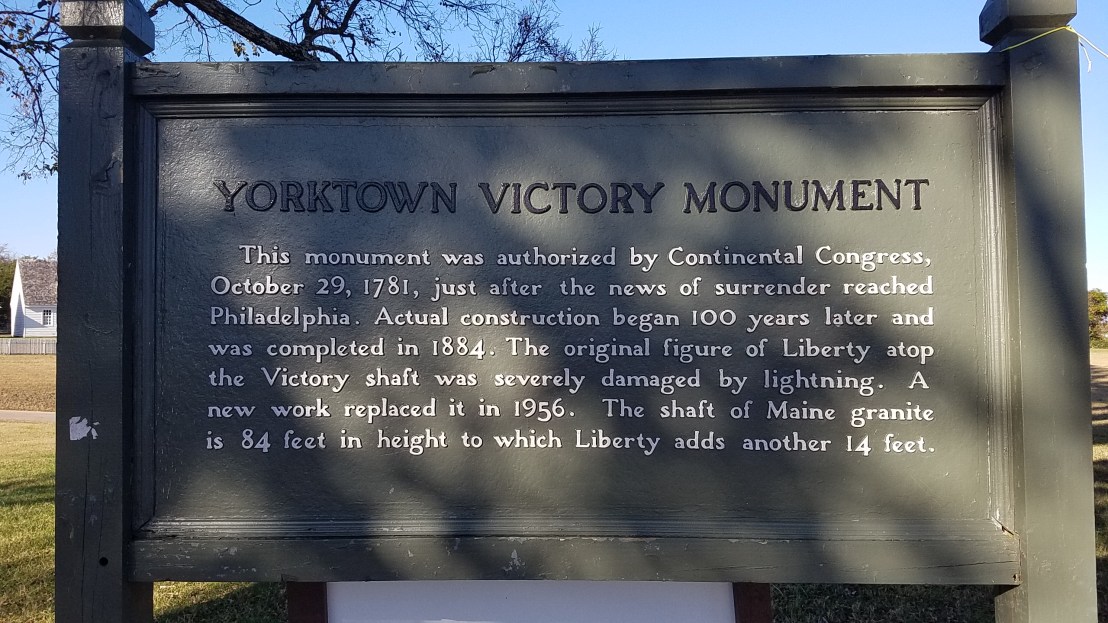 YORKTOWN VICTORY MONUMENT
This monument was authorized by Continental Congress,
October 29, 1781, just after the news of surrender reached
Philadelphia. Actual construction began 100 years later and
was completed in 1884. The original figure of Liberty atop
the Victory shaft was severely damaged by lightning. A
new work replaced it in 1956. The shaft of Maine granite
is 84 feet in height to which Liberty adds another 14 feet.